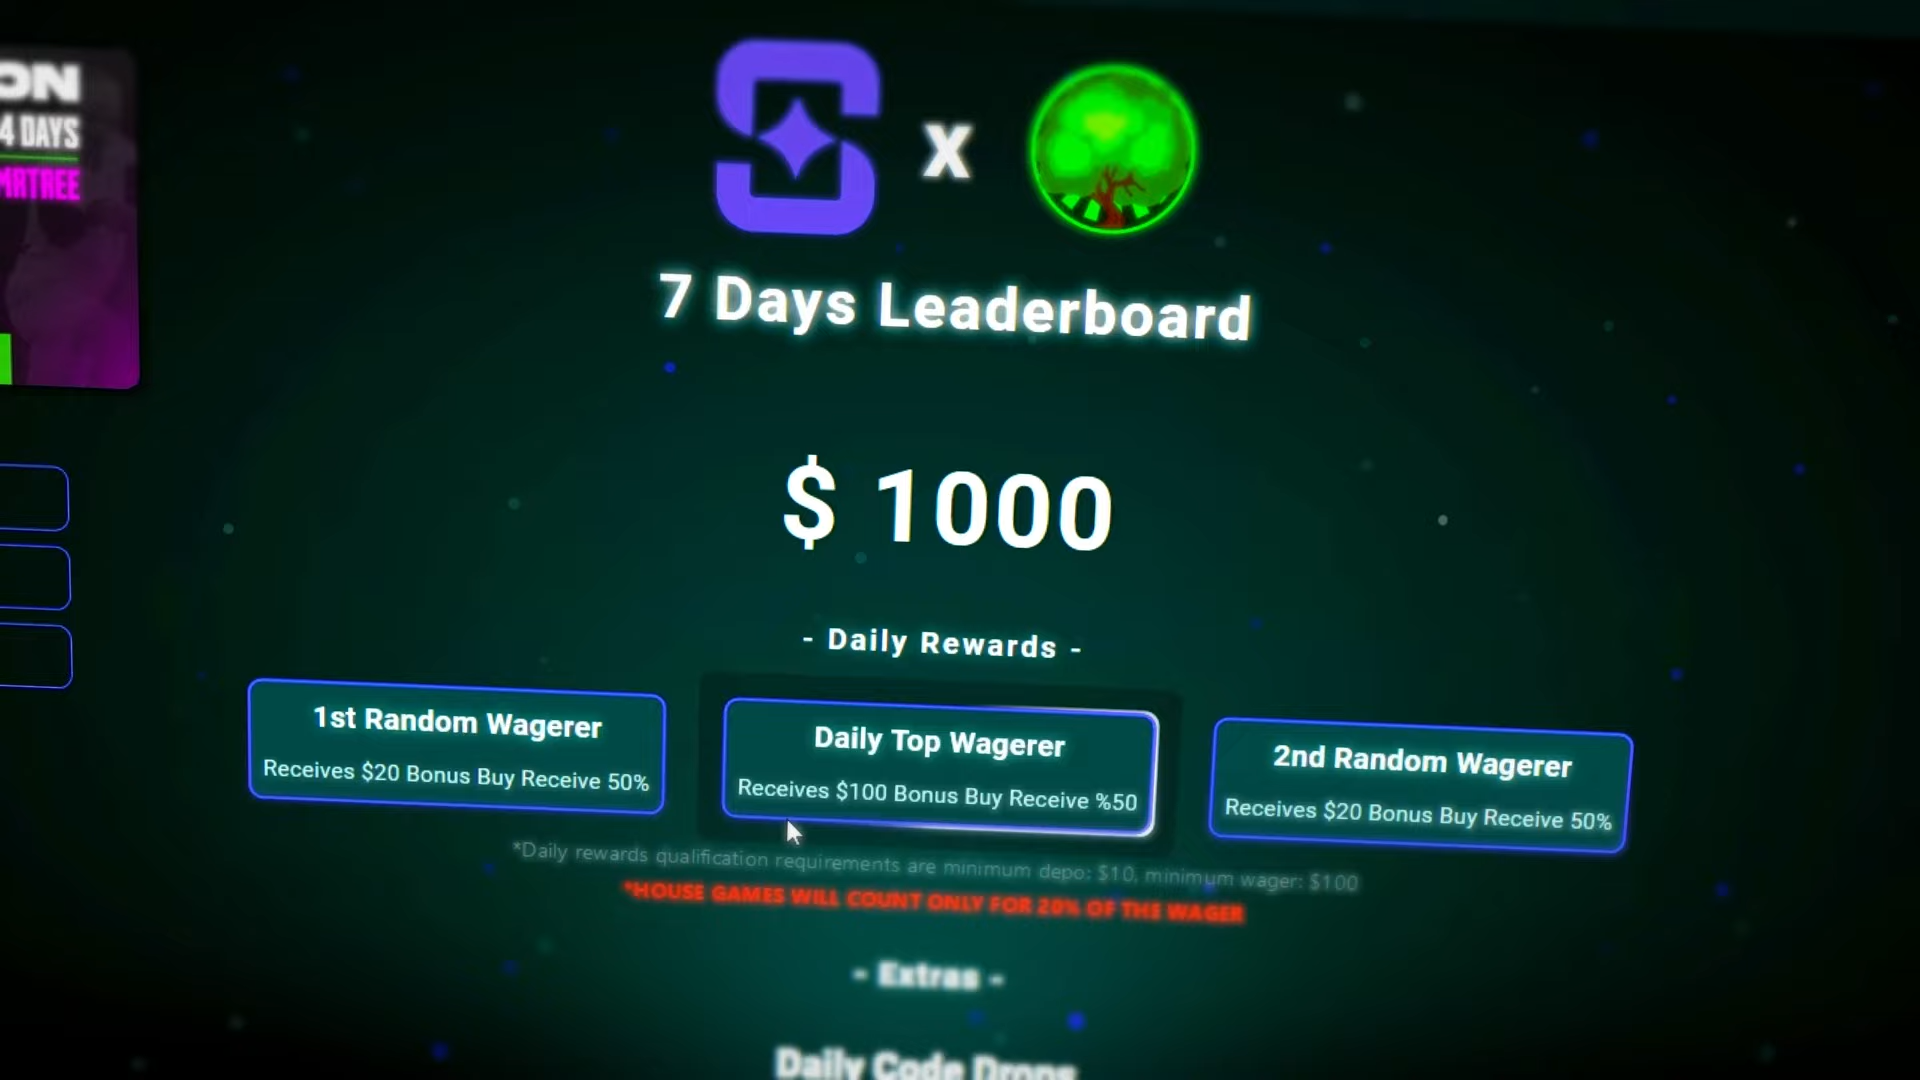 ON
4 DAYS
MRTREE
X
7 Days Leaderboard
$ 1000
- Daily Rewards -
1st Random Wagerer
Receives $20 Bonus Buy Receive 50%
Daily Top Wagerer
Receives $100 Bonus Buy Receive %50
2nd Random Wagerer
Receives $20 Bonus Buy Receive 50%
*Daily rewards qualification requirements are minimum depo: $10, minimum wager: $100
*HOUSE GAMES WILL COUNT ONLY FOR 20% OF THE WAGER
- Extras -
Daily Code Drops